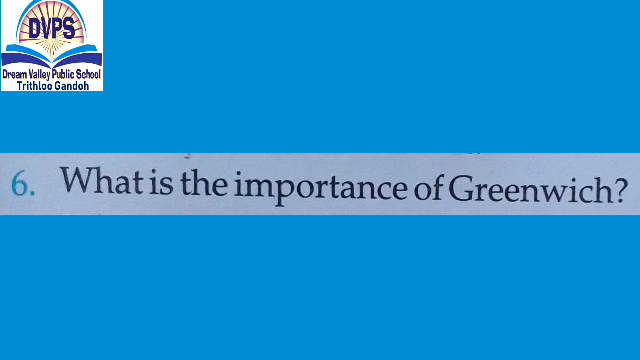 DVPS
Dream Valley Public School
Trithloo Gandoh
6. What is the importance of Greenwich?